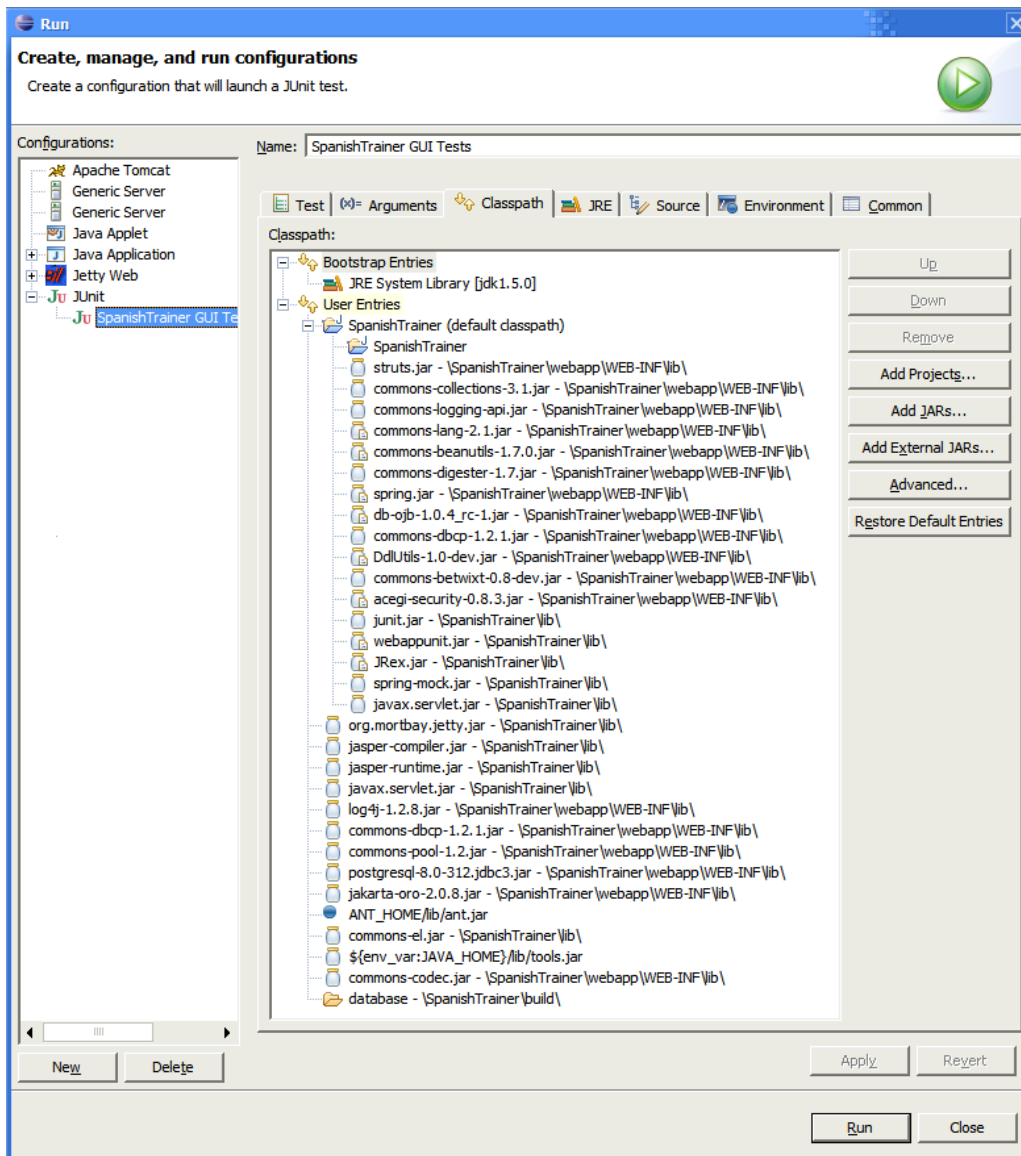 Run
Create, manage, and run configurations
Create a configuration that will launch a JUnit test.
Configurations:
Apache Tomcat
Generic Server
Generic Server
Java Applet
Java Application
Jetty Web
JUnit
SpanishTrainer GUI Te
Name: SpanishTrainer GUI Tests
Test (x)= Arguments Classpath JRE Source Environment Common
Classpath:
Bootstrap Entries
JRE System Library [jdk1.5.0]
User Entries
SpanishTrainer (default classpath)
SpanishTrainer
struts.jar - \SpanishTrainer\webapp\WEB-INF\lib\
commons-collections-3.1.jar - \SpanishTrainer\webapp\WEB-INF\lib\
commons-logging-api.jar - \SpanishTrainer\webapp\WEB-INF\lib\
commons-lang-2.1.jar - \SpanishTrainer\webapp\WEB-INF\lib\
commons-beanutils-1.7.0.jar - \SpanishTrainer\webapp\WEB-INF\lib\
commons-digester-1.7.jar - \SpanishTrainer\webapp\WEB-INF\lib\
spring.jar - \SpanishTrainer\webapp\WEB-INF\lib\
db-ojb-1.0.4_rc-1.jar - \SpanishTrainer\webapp\WEB-INF\lib\
commons-dbcp-1.2.1.jar - \SpanishTrainer\webapp\WEB-INF\lib\
DdlUtils-1.0-dev.jar - \SpanishTrainer\webapp\WEB-INF\lib\
commons-betwixt-0.8-dev.jar - \SpanishTrainer\webapp\WEB-INF\lib\
acegi-security-0.8.3.jar - \SpanishTrainer\webapp\WEB-INF\lib\
junit.jar - \SpanishTrainer\lib\
webappunit.jar - \SpanishTrainer\lib\
JRex.jar - \SpanishTrainer\lib\
spring-mock.jar - \SpanishTrainer\lib\
javax.servlet.jar - \SpanishTrainer\lib\
org.mortbay.jetty.jar - \SpanishTrainer\lib\
jasper-compiler.jar - \SpanishTrainer\lib\
jasper-runtime.jar - \SpanishTrainer\lib\
javax.servlet.jar - \SpanishTrainer\lib\
log4j-1.2.8.jar - \SpanishTrainer\webapp\WEB-INF\lib\
commons-dbcp-1.2.1.jar - \SpanishTrainer\webapp\WEB-INF\lib\
commons-pool-1.2.jar - \SpanishTrainer\webapp\WEB-INF\lib\
postgresql-8.0-312.jdbc3.jar - \SpanishTrainer\webapp\WEB-INF\lib\
jakarta-oro-2.0.8.jar - \SpanishTrainer\webapp\WEB-INF\lib\
ANT_HOME/lib/ant.jar
commons-el.jar - \SpanishTrainer\lib\
${env_var:JAVA_HOME}/lib/tools.jar
commons-codec.jar - \SpanishTrainer\webapp\WEB-INF\lib\
database - \SpanishTrainer\build\
Up
Down
Remove
Add Projects...
Add JARs...
Add External JARs...
Advanced...
Restore Default Entries
New Delete
Apply Revert
Run Close